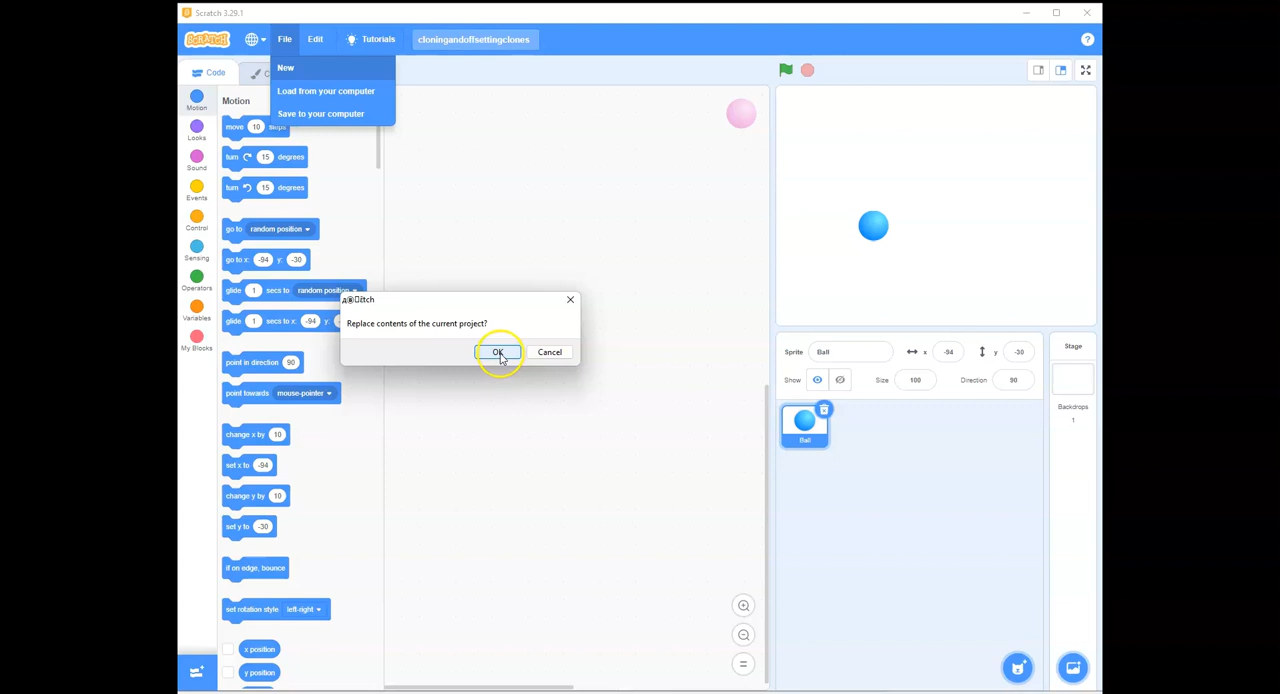 Scratch 3.29.1
SCRATCH
File
Edit
Tutorials
cloningandoffsettingclones
?
New
Load from your computer
Save to your computer
Code
Motion
Looks
Sound
Events
Control
Sensing
Operators
Variables
My Blocks
Motion
move 10 steps
turn 15 degrees
turn 15 degrees
go to random position
go to x: -94 y: -30
glide 1 secs to random position
glide 1 secs to x: -94 y:
point in direction 90
point towards mouse-pointer
change x by 10
set x to -94
change y by 10
set y to -30
if on edge, bounce
set rotation style left-right
x position
y position
Replace contents of the current project?
OK
Cancel
Sprite Ball
x -94 y -30
Show
Size 100
Direction 90
Ball
Stage
Backdrops
1